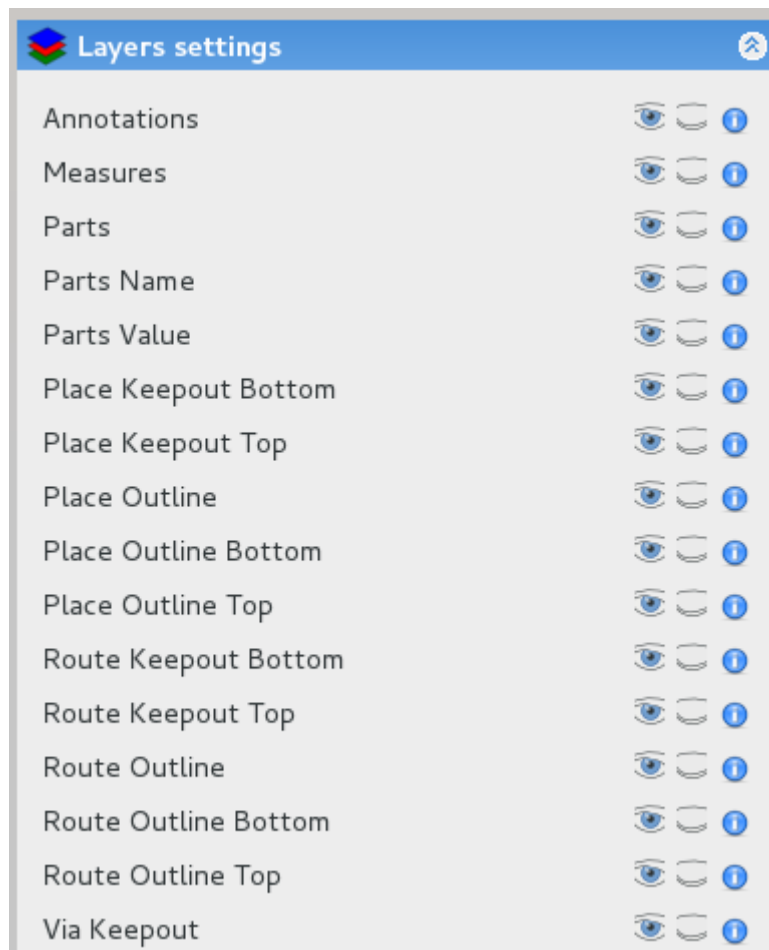 Layers settings
Annotations
Measures
Parts
Parts Name
Parts Value
Place Keepout Bottom
Place Keepout Top
Place Outline
Place Outline Bottom
Place Outline Top
Route Keepout Bottom
Route Keepout Top
Route Outline
Route Outline Bottom
Route Outline Top
Via Keepout